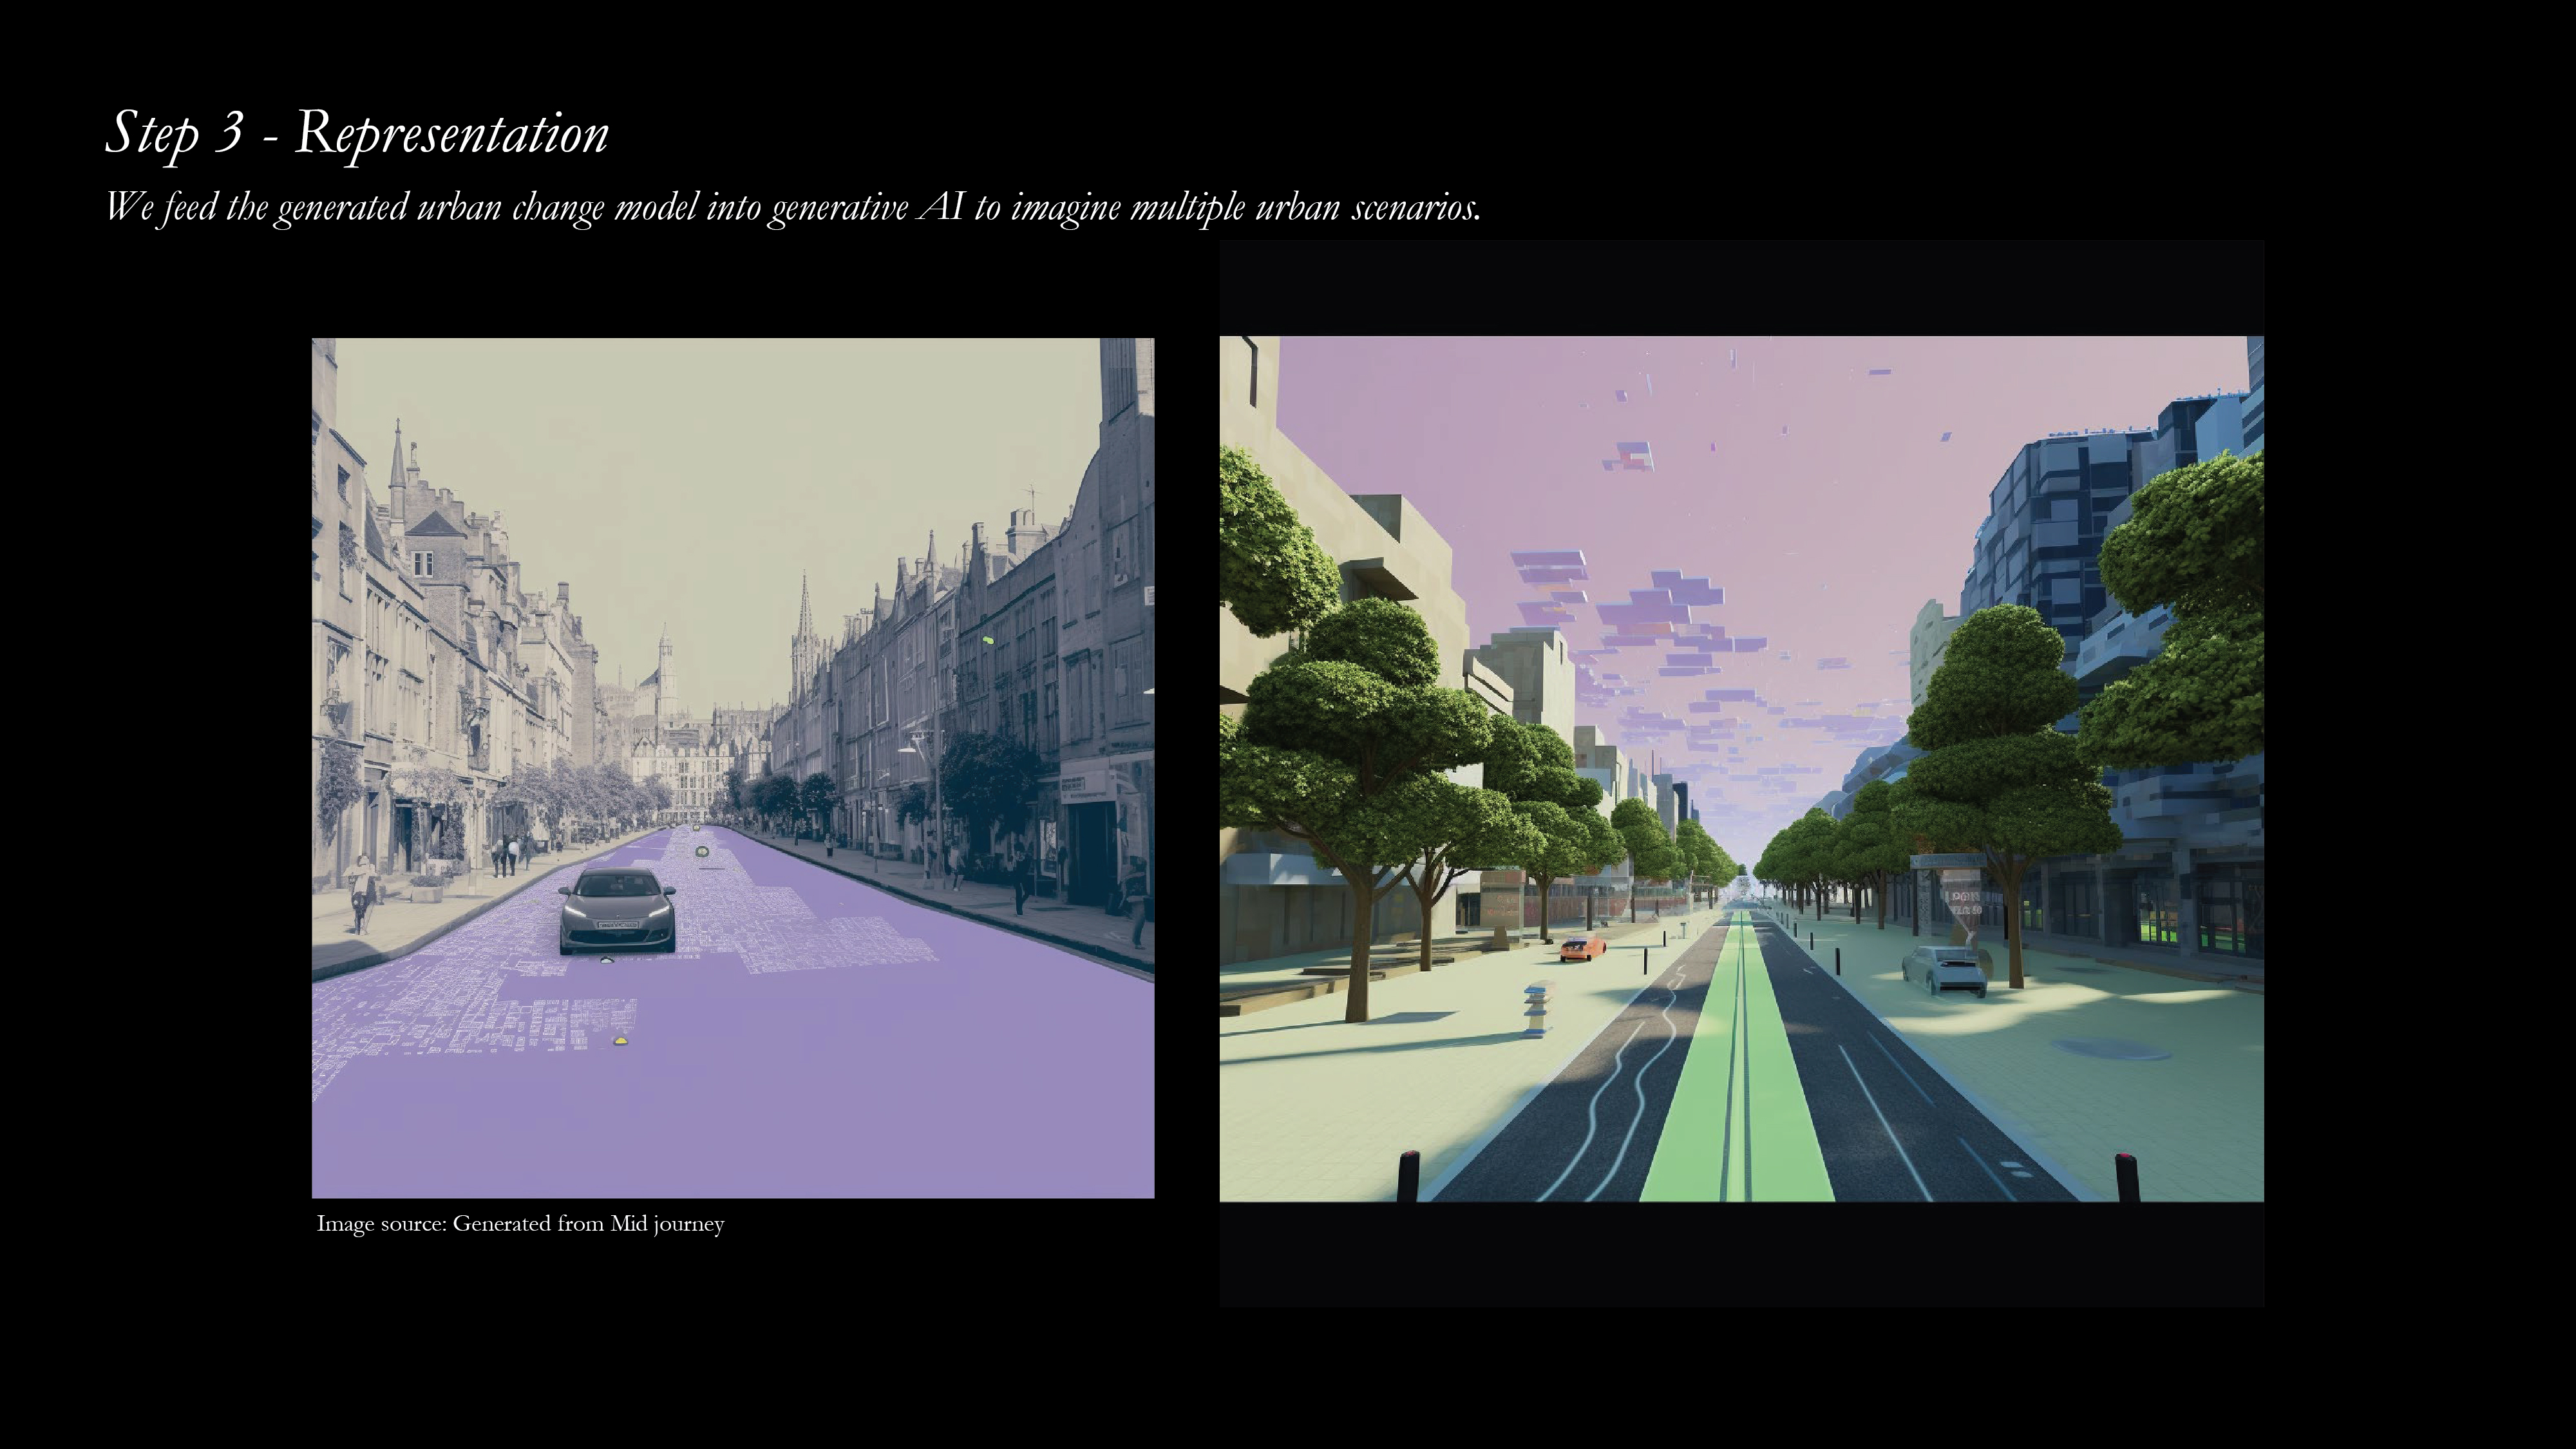 Step 3 - Representation
We feed the generated urban change model into generative AI to imagine multiple urban scenarios.
Image source: Generated from Mid journey